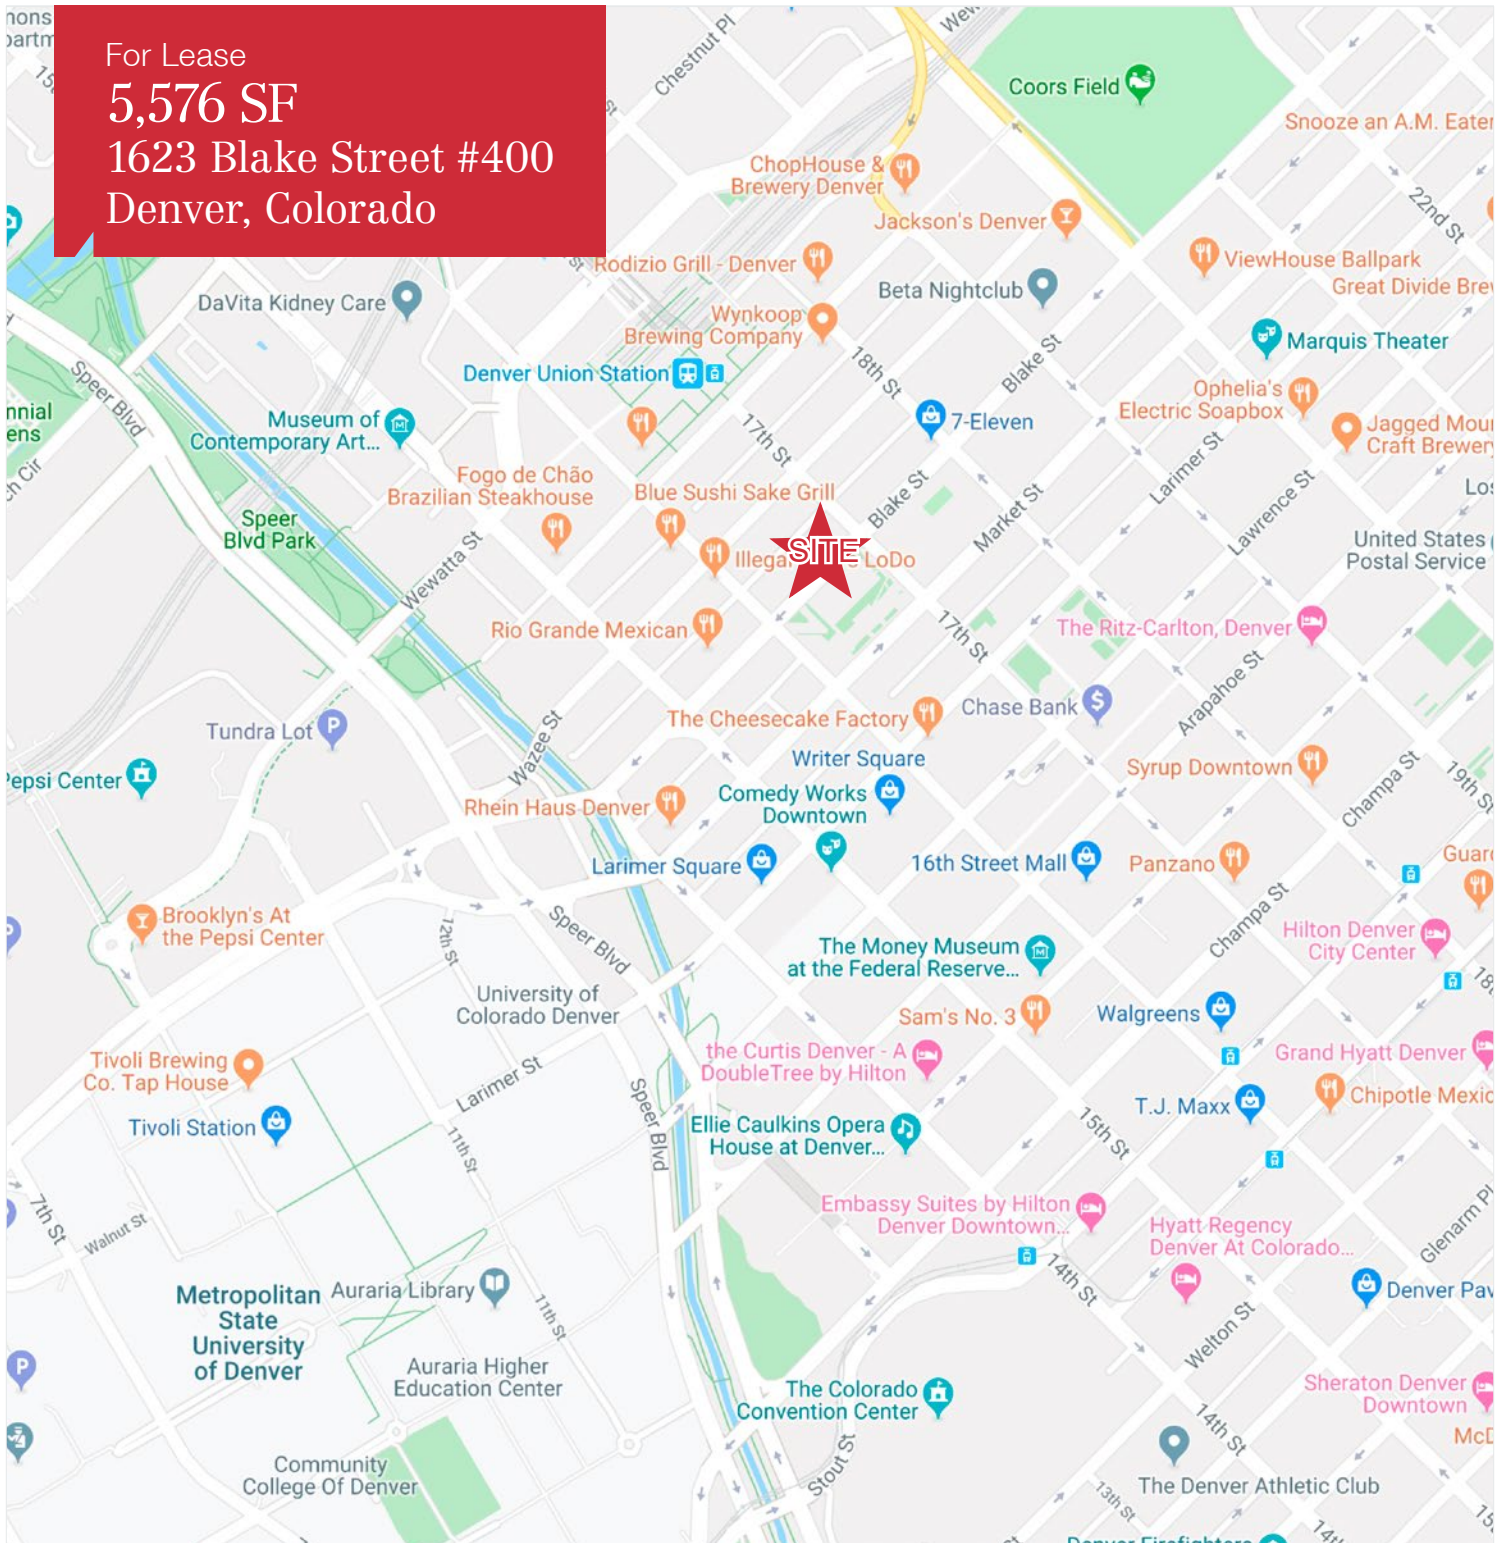 For Lease
5,576 SF
1623 Blake Street #400
Denver, Colorado
Chestnut Pl
Coors Field
Snooze an A.M. Eater
ChopHouse &
Brewery Denver
Jackson's Denver
22nd St
Rodizio Grill - Denver
ViewHouse Ballpark
Great Divide Brew
DaVita Kidney Care
Beta Nightclub
Wynkoop
Brewing Company
Marquis Theater
Blake St
18th St
Denver Union Station
Speer Blvd
Ophelia's
Electric Soapbox
Museum of
Contemporary Art...
17th St
7-Eleven
Jagged Mou
Craft Brewery
Larimer St
Fogo de Chão
Brazilian Steakhouse
Blue Sushi Sake Grill
Blake St
Market St
Lawrence St
Speer
Blvd Park
United States
Postal Service
SITE
LoDo
Wewatta St
Rio Grande Mexican
17th St
The Ritz-Carlton, Denver
Arapahoe St
Tundra Lot
The Cheesecake Factory
Chase Bank
Wazee St
Writer Square
Pepsi Center
Syrup Downtown
Champa St
19th St
Comedy Works
Downtown
Rhein Haus Denver
Larimer Square
16th Street Mall
Panzano
Guard
Brooklyn's At
the Pepsi Center
12th St
Speer Blvd
Champa St
Hilton Denver
City Center
The Money Museum
at the Federal Reserve...
University of
Colorado Denver
Sam's No. 3
Walgreens
Tivoli Brewing
Co. Tap House
the Curtis Denver - A
DoubleTree by Hilton
Grand Hyatt Denver
Larimer St
Speer Blvd
T.J. Maxx
Chipotle Mexic
Tivoli Station
11th St
Ellie Caulkins Opera
House at Denver...
15th St
7th St
Walnut St
Embassy Suites by Hilton
Denver Downtown...
Hyatt Regency
Denver At Colorado...
Glenarm Pl
14th St
Metropolitan
State
University
of Denver
Auraria Library
11th St
Denver Pav
Welton St
Auraria Higher
Education Center
The Colorado
Convention Center
Sheraton Denver
Downtown
14th St
McD
Community
College Of Denver
Stout St
The Denver Athletic Club
13th St